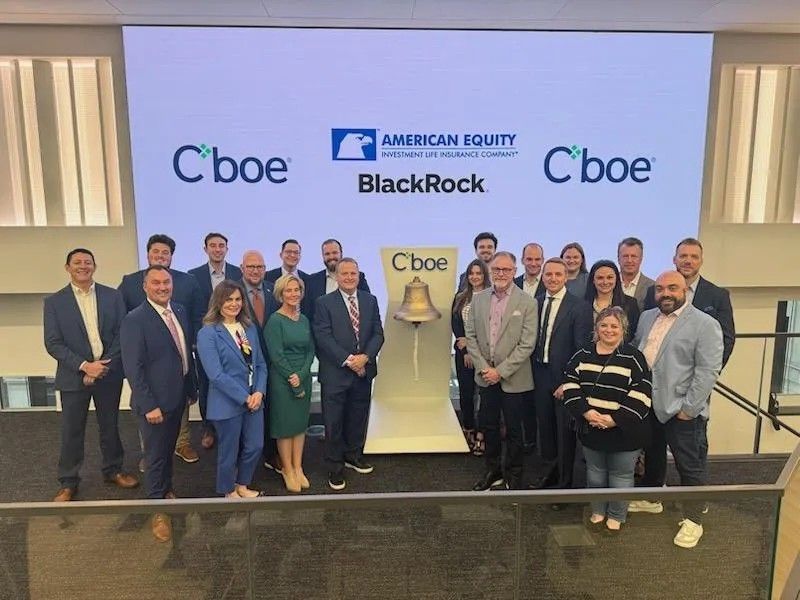 AMERICAN EQUITY
INVESTMENT LIFE INSURANCE COMPANY®
Cboe®
BlackRock®
Cboe®
Cboe